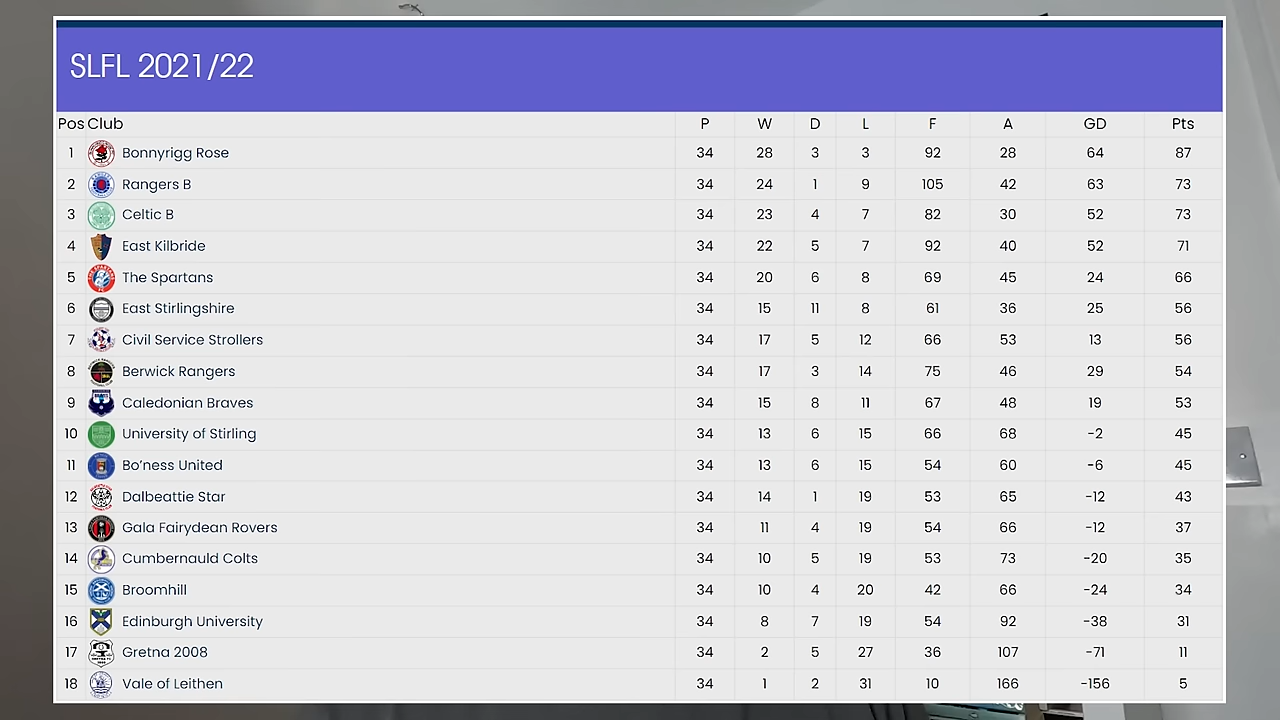 SLFL 2021/22
Pos Club P W D L F A GD Pts
1 Bonnyrigg Rose 34 28 3 3 92 28 64 87
2 Rangers B 34 24 1 9 105 42 63 73
3 Celtic B 34 23 4 7 82 30 52 73
4 East Kilbride 34 22 5 7 92 40 52 71
5 The Spartans 34 20 6 8 69 45 24 66
6 East Stirlingshire 34 15 11 8 61 36 25 56
7 Civil Service Strollers 34 17 5 12 66 53 13 56
8 Berwick Rangers 34 17 3 14 75 46 29 54
9 Caledonian Braves 34 15 8 11 67 48 19 53
10 University of Stirling 34 13 6 15 66 68 -2 45
11 Bo’ness United 34 13 6 15 54 60 -6 45
12 Dalbeattie Star 34 14 1 19 53 65 -12 43
13 Gala Fairydean Rovers 34 11 4 19 54 66 -12 37
14 Cumbernauld Colts 34 10 5 19 53 73 -20 35
15 Broomhill 34 10 4 20 42 66 -24 34
16 Edinburgh University 34 8 7 19 54 92 -38 31
17 Gretna 2008 34 2 5 27 36 107 -71 11
18 Vale of Leithen 34 1 2 31 10 166 -156 5